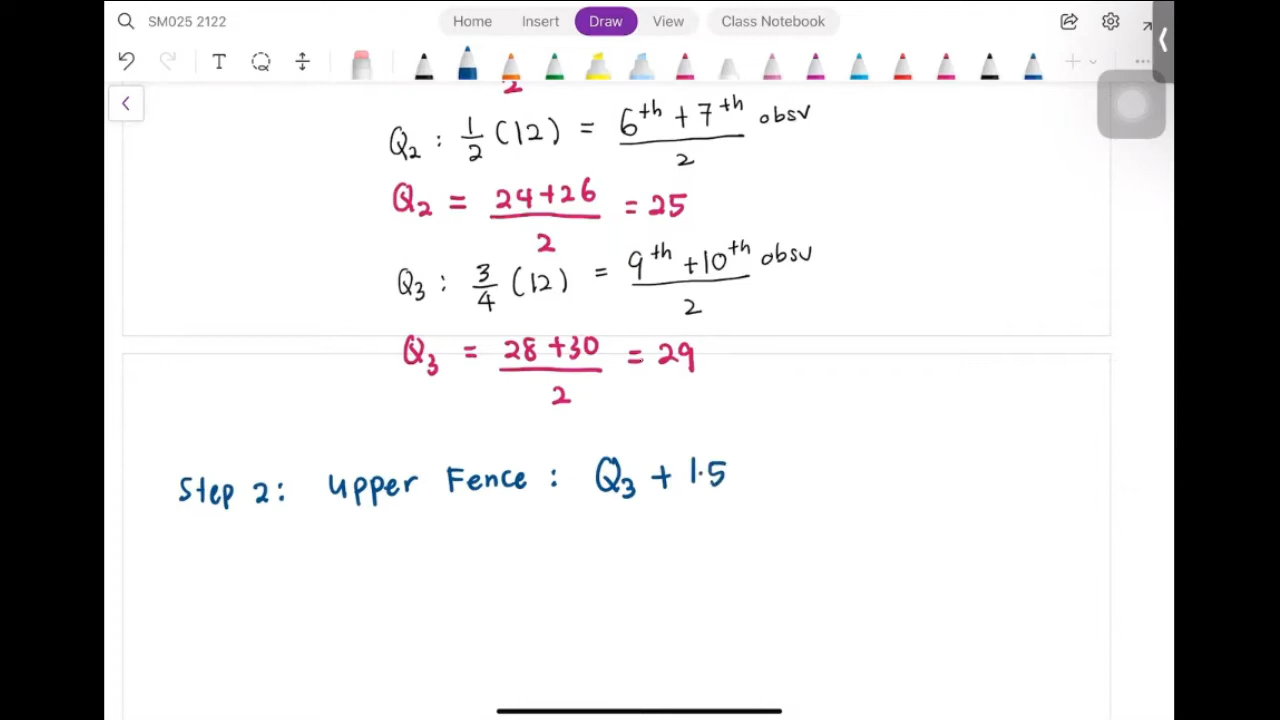 SM025 2122
Home Insert Draw View Class Notebook
T
2
Q₂ : 1/2 (12) = (6ᵗʰ + 7ᵗʰ)/2 obsv
Q₂ = (24+26)/2 = 25
Q₃ : 3/4 (12) = (9ᵗʰ +10ᵗʰ)/2 obsv
Q₃ = (28+30)/2 = 29
Step 2: Upper Fence : Q₃ + 1.5